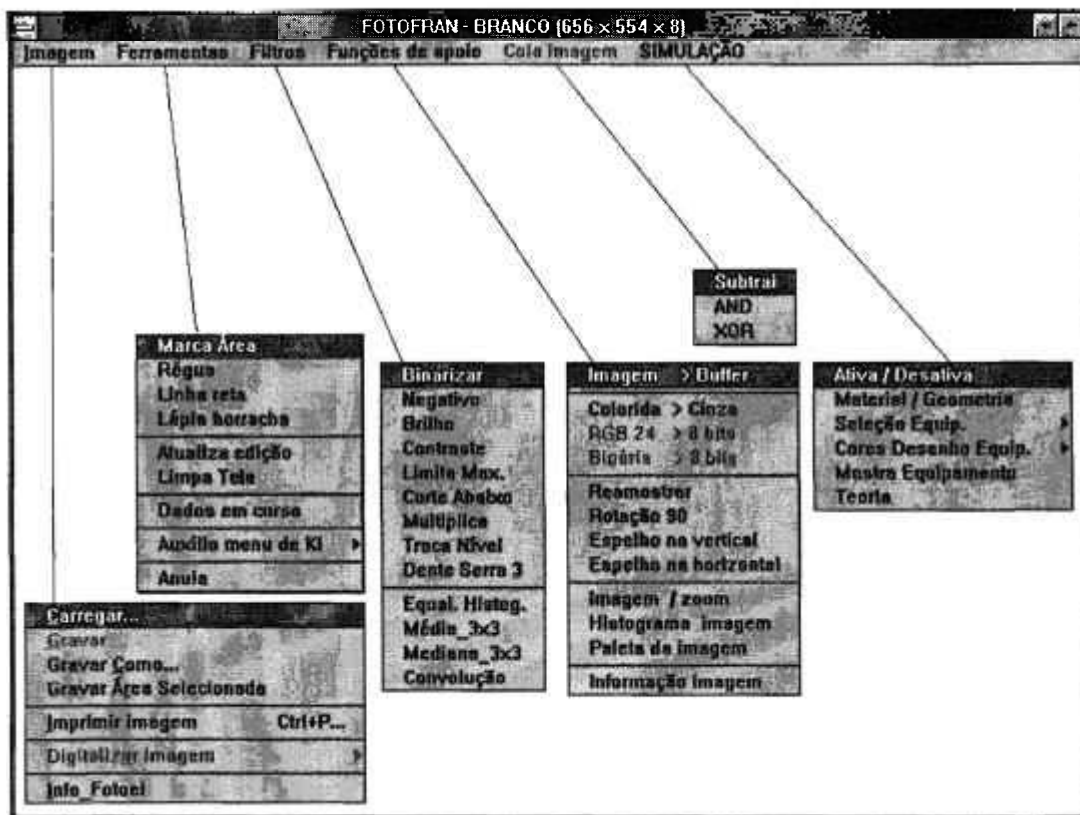 FOTOFRAN - BRANCO (656 × 554 × 8)
Imagem Ferramentas Filtros Funções de apoio Cola Imagem SIMULAÇÃO
Subtrai
AND
XOR
Marca Área
Régua
Linha reta
Lápis borracha
Atualiza edição
Limpa Tela
Dados em curso
Auxílio menu de KI
Anula
Binarizar
Negativo
Brilho
Contraste
Limite Max.
Corte Abaixo
Multiplica
Troca Nível
Dente Serra 3
Equal. Histog.
Média_3x3
Mediana_3x3
Convolução
Imagem > Buffer
Colorida > Cinza
RGB 24 > 8 bits
Binária > 8 bits
Reamostrar
Rotação 90
Espelho na vertical
Espelho na horizontal
Imagem / zoom
Histograma imagem
Paleta da imagem
Informação Imagem
Ativa / Desativa
Material / Geometria
Seleção Equip.
Cores Desenho Equip.
Mostra Equipamento
Teoria
Carregar...
Gravar
Gravar Como...
Gravar Área Selecionada
Imprimir imagem Ctrl+P...
Digitalizar Imagem
Info_Fotoel